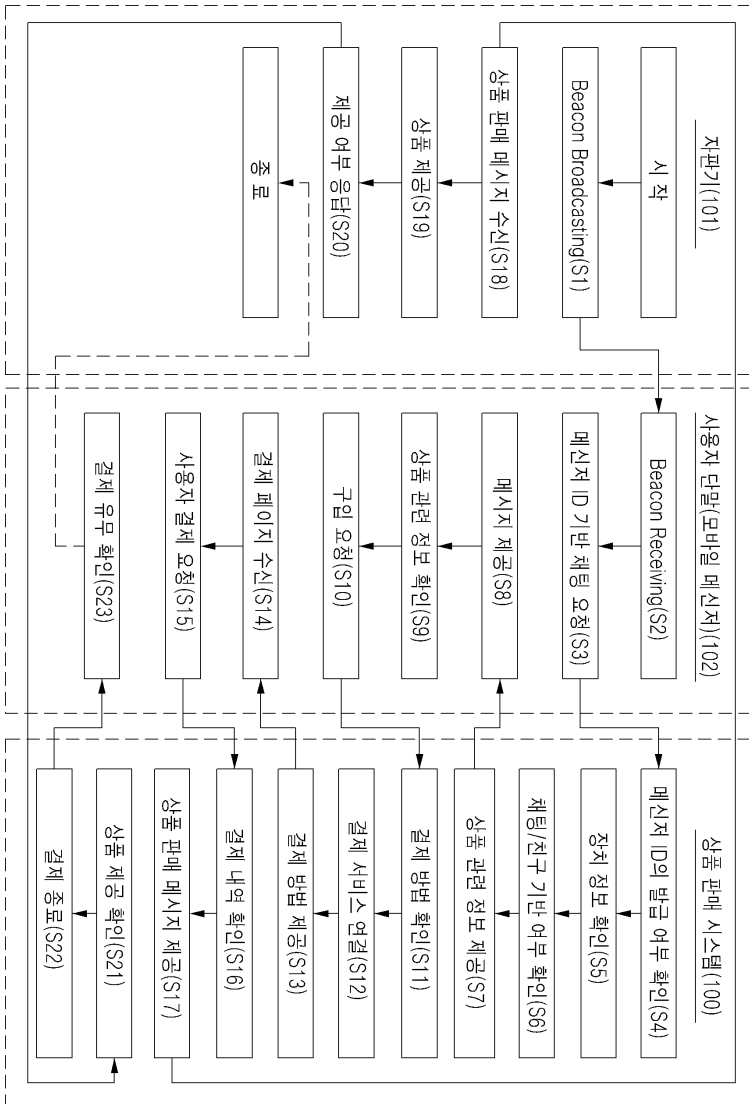 자판기(101)
시작
Beacon Broadcasting(S1)
상품 판매 메시지 수신(S18)
상품 제공(S19)
제공 여부 응답(S20)
종료
사용자 단말(모바일 메신저)(102)
Beacon Receiving(S2)
메신저 ID 기반 채팅 요청(S3)
메시지 제공(S8)
상품 관련 정보 확인(S9)
구입 요청(S10)
결제 페이지 수신(S14)
사용자 결제 요청(S15)
결제 유무 확인(S23)
상품 판매 시스템(100)
메신저 ID의 발급 여부 확인(S4)
장치 정보 확인(S5)
채팅/친구 기반 여부 확인(S6)
상품 관련 정보 제공(S7)
결제 방법 확인(S11)
결제 서비스 연결(S12)
결제 방법 제공(S13)
결제 내역 확인(S16)
상품 판매 메시지 제공(S17)
상품 제공 확인(S21)
결제 종료(S22)